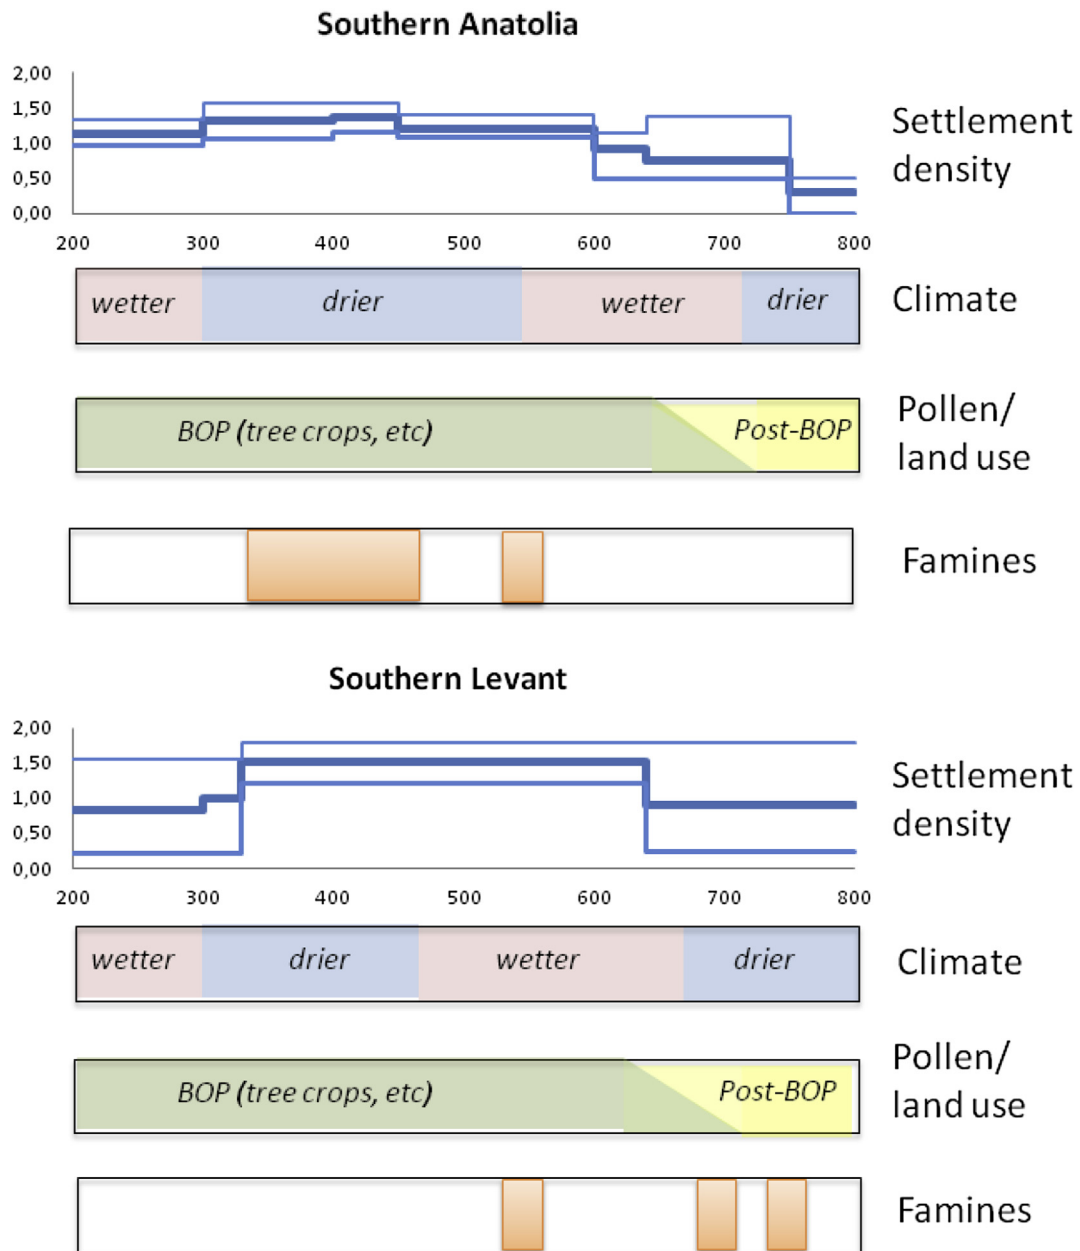 Southern Anatolia
2,00
1,50
1,00
0,50
0,00
200 300 400 500 600 700 800
Settlement
density
wetter drier wetter drier
Climate
BOP (tree crops, etc) Post-BOP
Pollen/
land use
Famines
Southern Levant
2,00
1,50
1,00
0,50
0,00
200 300 400 500 600 700 800
Settlement
density
wetter drier wetter drier
Climate
BOP (tree crops, etc) Post-BOP
Pollen/
land use
Famines